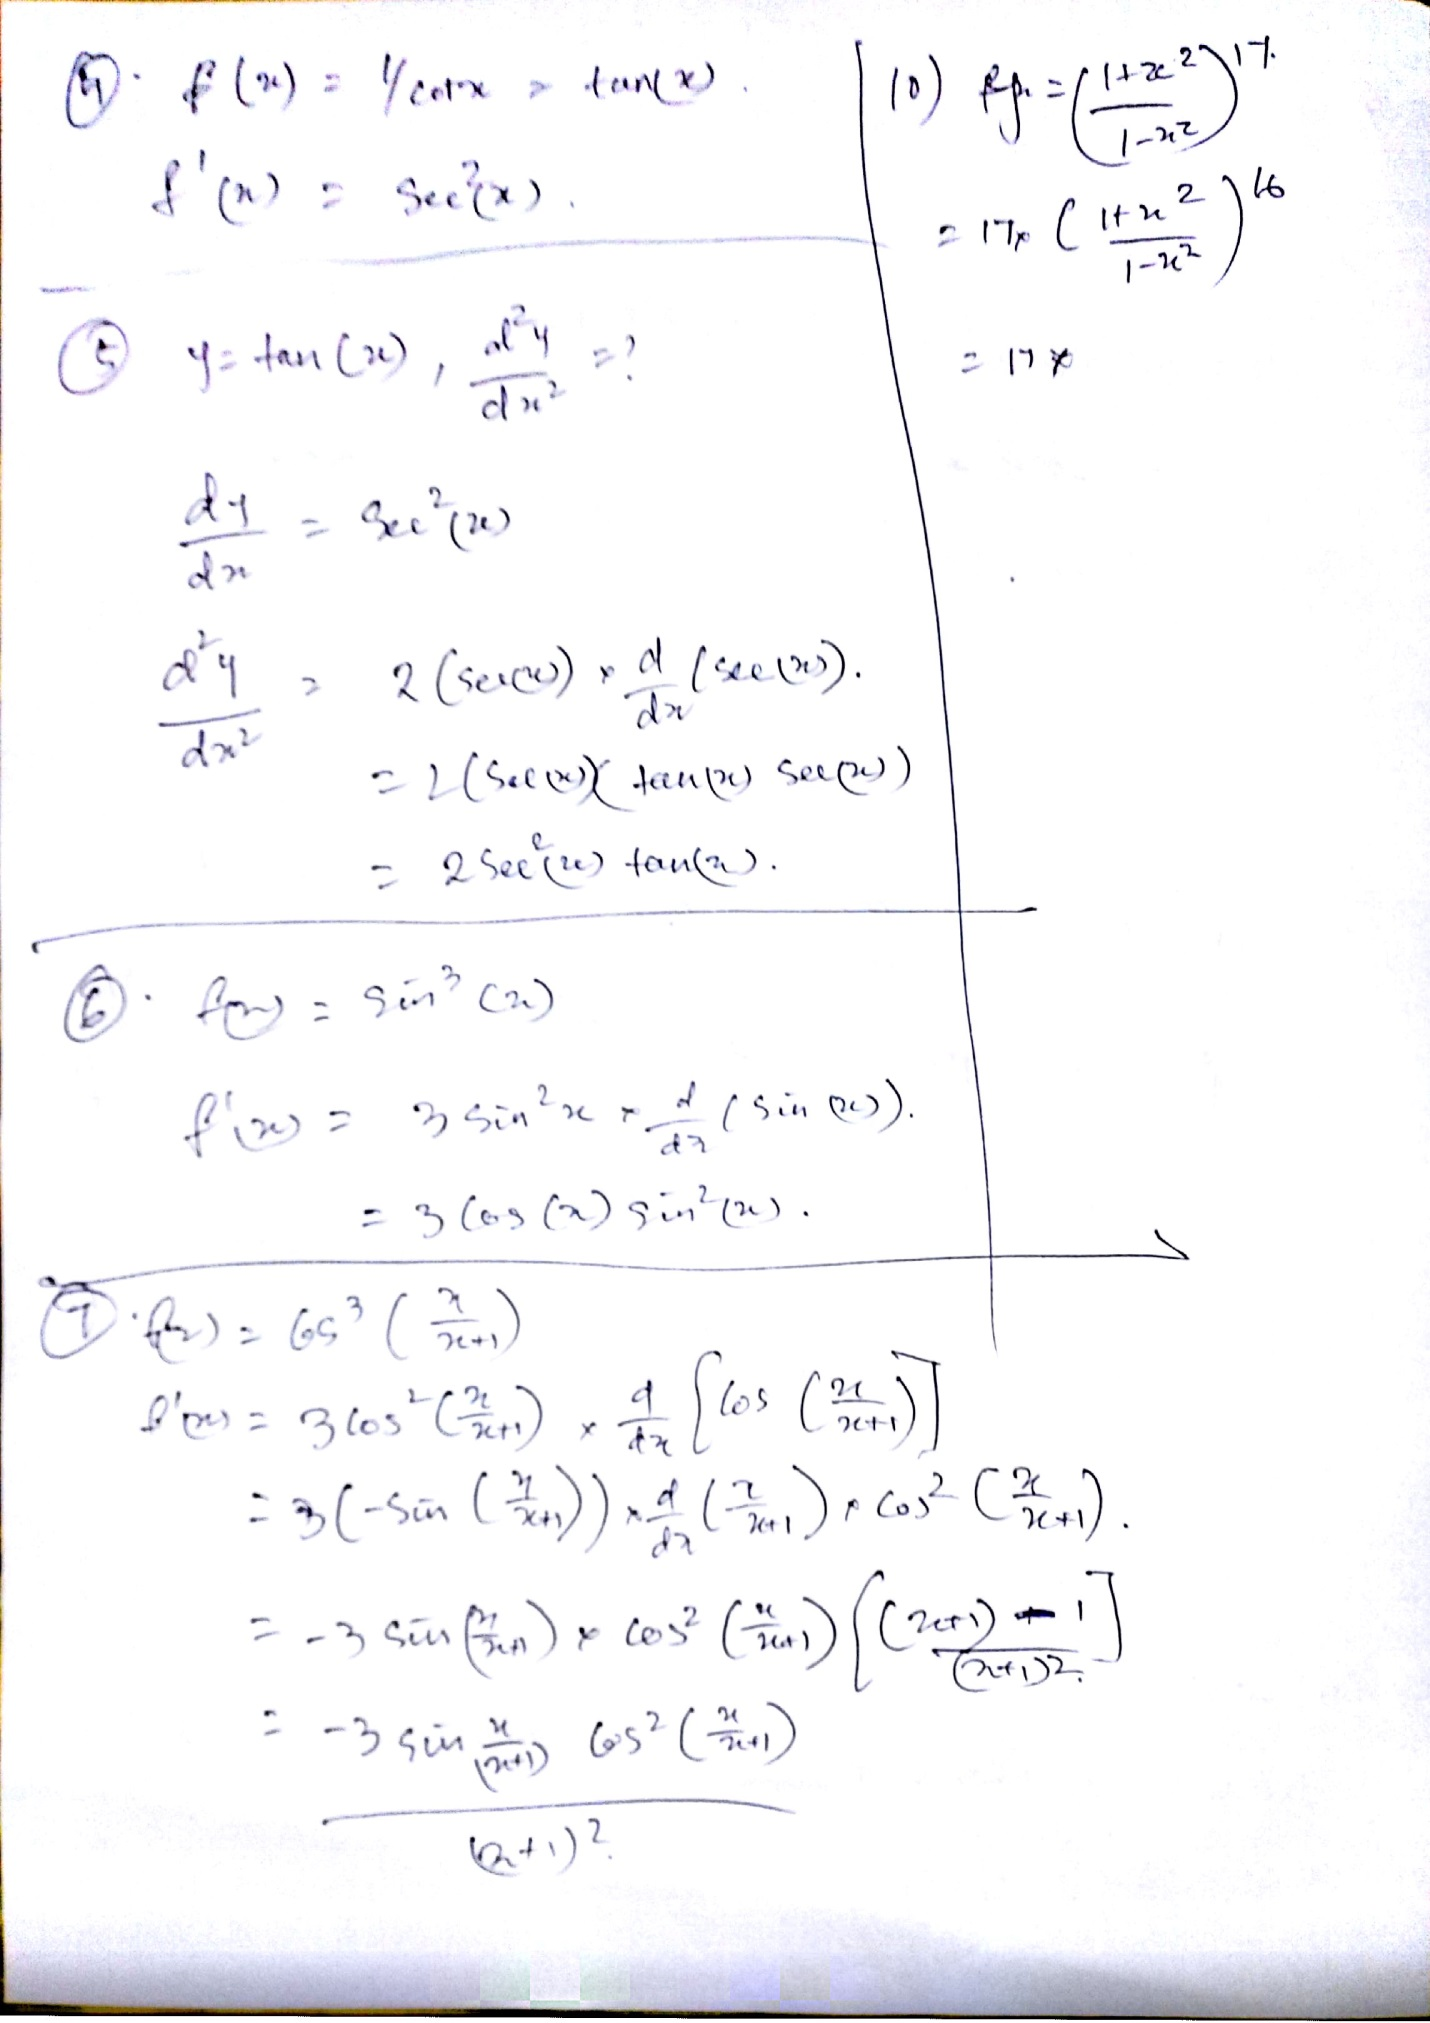 ④. f(x) = 1/cotx = tan(x).
f'(x) = sec²(x).
⑤ y = tan(x), d²y/dx² = ?
dy/dx = sec²(x)
d²y/dx² = 2(sec(x)) × d/dx (sec(x)).
= 2(sec(x))(tan(x) sec(x))
= 2 sec²(x) tan(x).
⑥. f(x) = sin³(x)
f'(x) = 3 sin²x × d/dx (sin(x)).
= 3 cos(x) sin²(x).
⑦. f(x) = cos³(x/x+1)
f'(x) = 3 cos²(x/x+1) × d/dx [cos(x/x+1)]
= 3(-sin(x/x+1)) × d/dx (x/x+1) × cos²(x/x+1).
= -3 sin(x/x+1) × cos²(x/x+1) [(x+1) - 1/(x+1)2.]
= -3 sin x/(x+1) cos²(x/x+1)
(x+1)²
10) = (1+x²/1-x²)17.
= 17× (1+x²/1-x²)16
= 17×